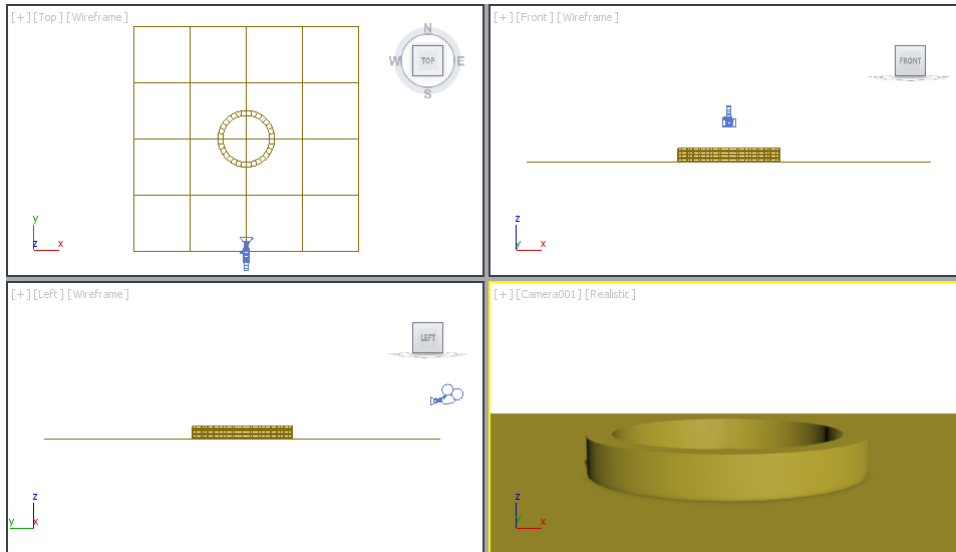 [+] [Top] [Wireframe]
N
W TOP E
S
y
z x
[+] [Front] [Wireframe]
FRONT
z
y x
[+] [Left] [Wireframe]
LEFT
z
y x
[+] [Camera001] [Realistic]
z
y x